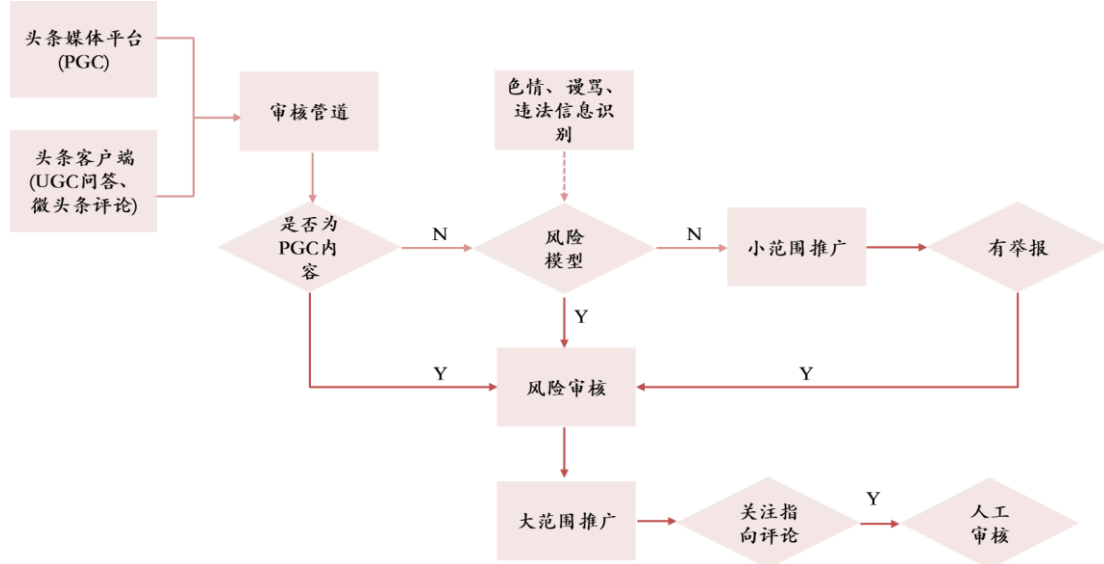 头条媒体平台
(PGC)
审核管道
色情、谩骂、
违法信息识
别
头条客户端
(UGC问答、
微头条评论)
是否为
PGC内
容
N
风险
模型
N
小范围推广
有举报
Y
Y
风险审核
Y
大范围推广
关注指
向评论
Y
人工
审核